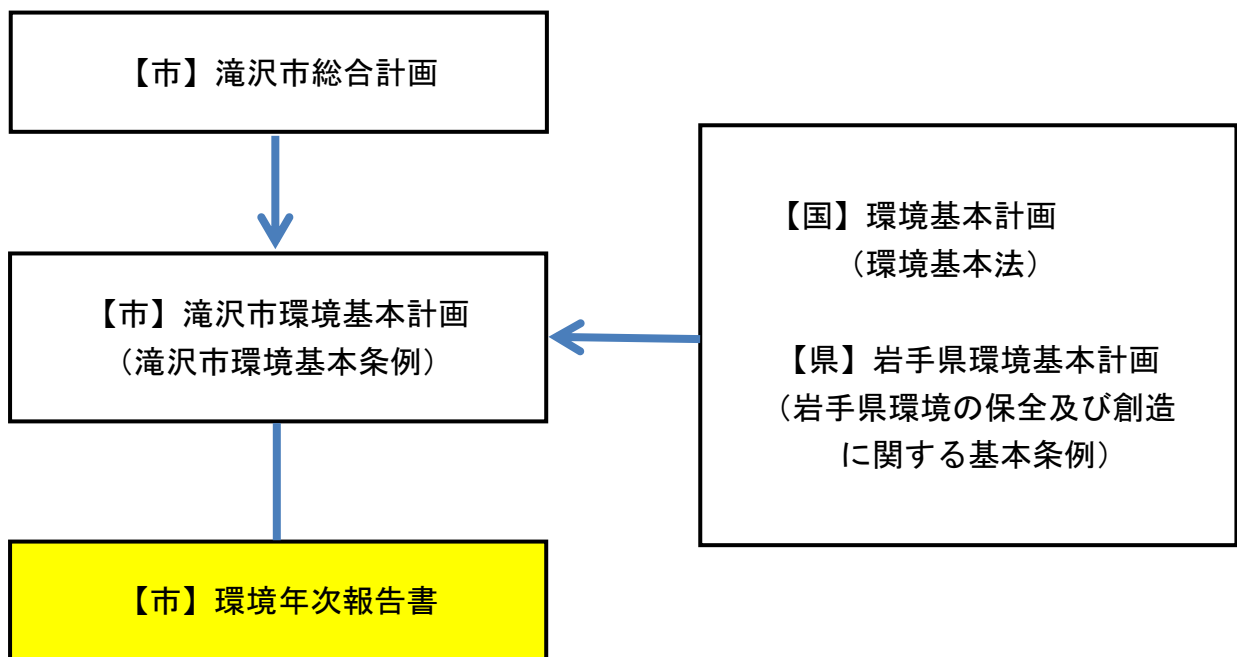 【市】滝沢市総合計画
【市】滝沢市環境基本計画
（滝沢市環境基本条例）
【市】環境年次報告書
【国】環境基本計画
（環境基本法）
【県】岩手県環境基本計画
（岩手県環境の保全及び創造
に関する基本条例）